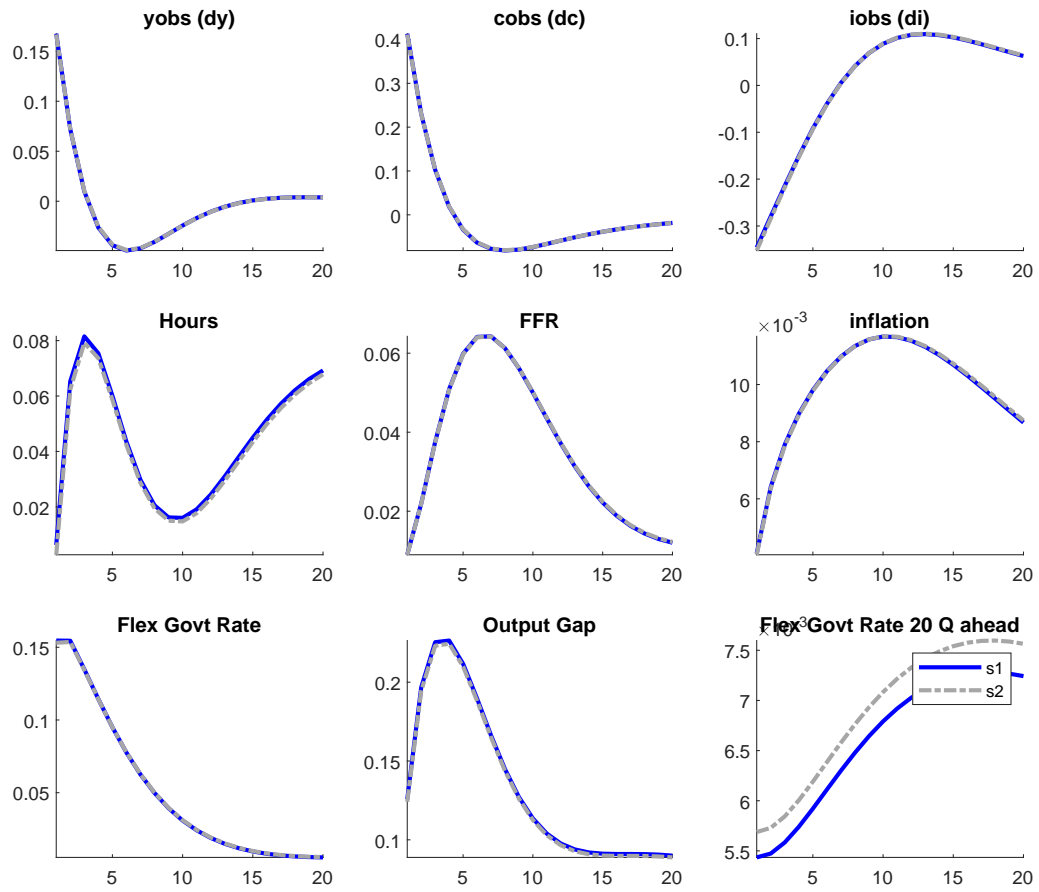 yobs (dy)
0.15
0.1
0.05
0
5 10 15 20
cobs (dc)
0.4
0.3
0.2
0.1
0
5 10 15 20
iobs (di)
0.1
0
-0.1
-0.2
-0.3
5 10 15 20
Hours
0.08
0.06
0.04
0.02
5 10 15 20
FFR
0.06
0.04
0.02
5 10 15 20
×10-3
inflation
10
8
6
5 10 15 20
Flex Govt Rate
0.15
0.1
0.05
5 10 15 20
Output Gap
0.2
0.15
0.1
5 10 15 20
Flex Govt Rate 20 Q ahead
7.5
7
6.5
6
5.5
5 10 15 20
s1
s2